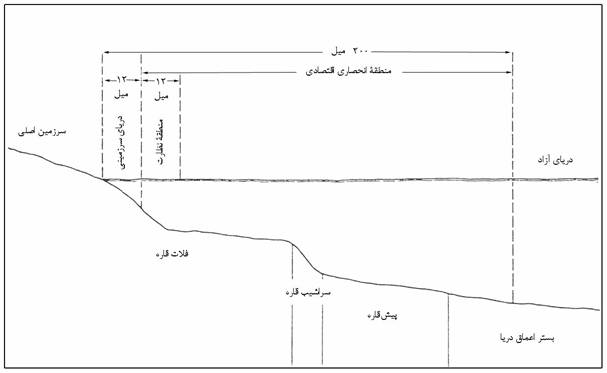 ۲۰۰ میل
منطقهٔ انحصاری اقتصادی
۱۲
میل
۱۲
میل
دریای سرزمینی
منطقهٔ نظارت
سرزمین اصلی
دریای آزاد
فلات قاره
سراشیب قاره
پیش‌قاره
بستر اعماق دریا